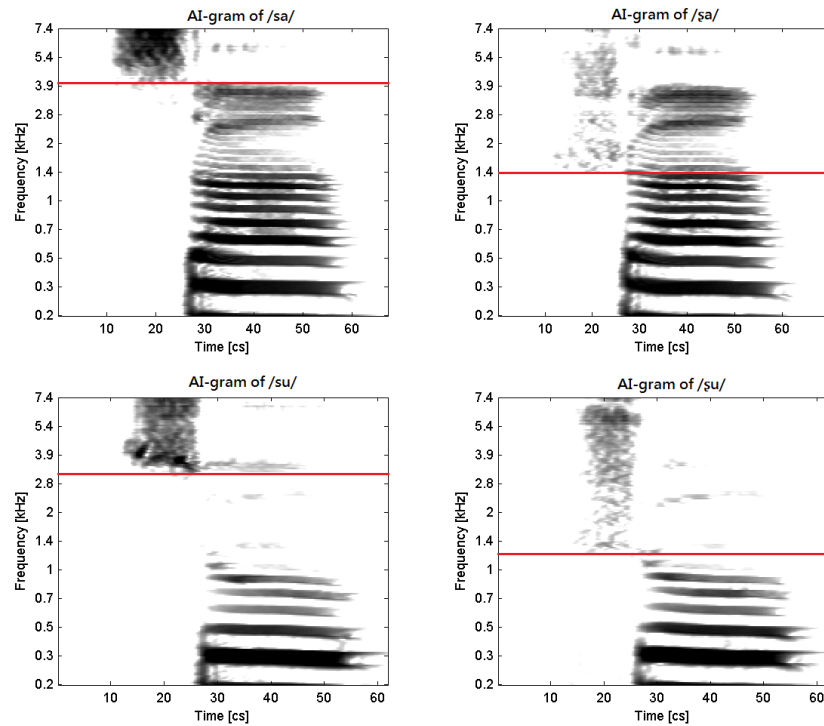 AI-gram of /sa/
Frequency [kHz]
7.4
5.4
3.9
2.8
2
1.4
1
0.7
0.5
0.3
0.2
10 20 30 40 50 60
Time [cs]
AI-gram of /ʂa/
Frequency [kHz]
7.4
5.4
3.9
2.8
2
1.4
1
0.7
0.5
0.3
0.2
10 20 30 40 50 60
Time [cs]
AI-gram of /su/
Frequency [kHz]
7.4
5.4
3.9
2.8
2
1.4
1
0.7
0.5
0.3
0.2
10 20 30 40 50 60
Time [cs]
AI-gram of /ʂu/
Frequency [kHz]
7.4
5.4
3.9
2.8
2
1.4
1
0.7
0.5
0.3
0.2
10 20 30 40 50 60
Time [cs]